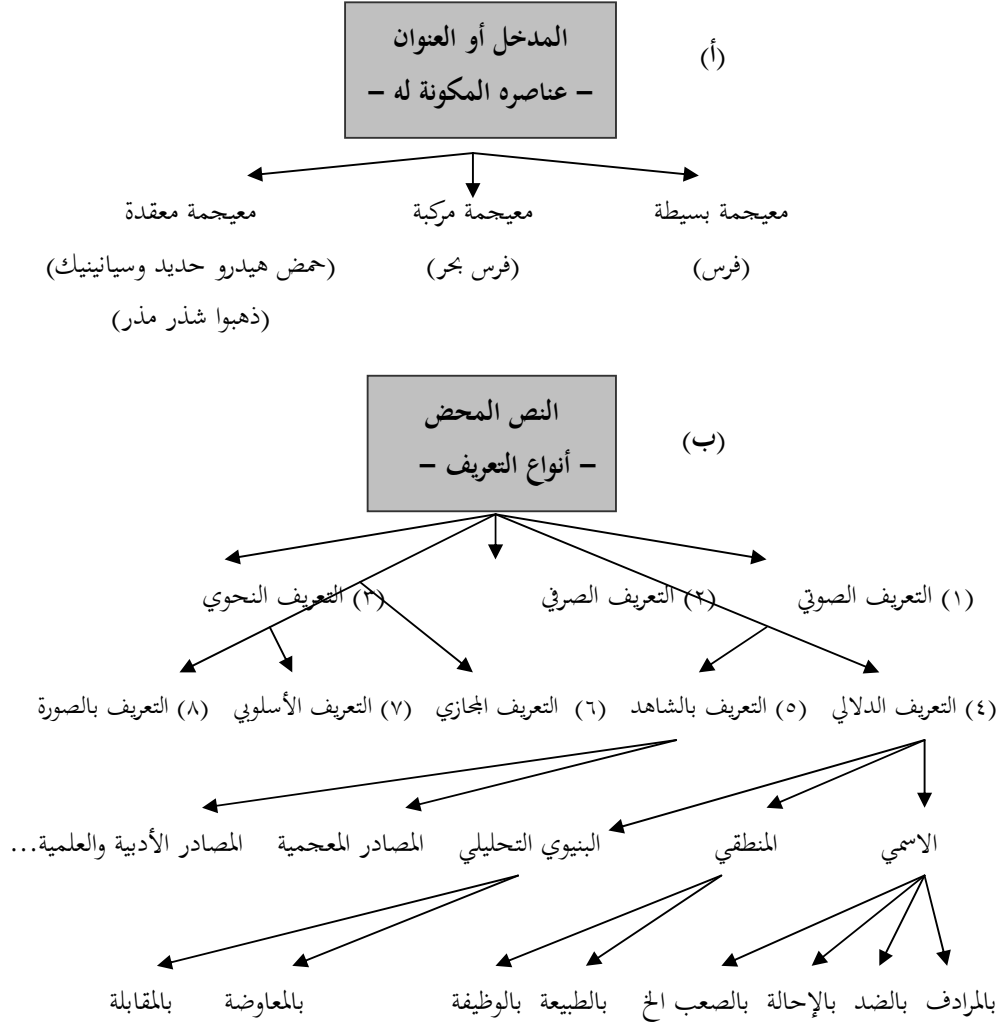 المدخل أو العنوان
– عناصره المكونة له –
(أ)
معيجمة بسيطة معيجمة مركبة معيجمة معقدة
(فرس) (فرس بحر) (حمض هيدرو حديد وسيانينيك)
(ذهبوا شذر مذر)
النص المحض
– أنواع التعريف –
(ب)
(١) التعريف الصوتي (٢) التعريف الصرفي (٣) التعريف النحوي
(٤) التعريف الدلالي (٥) التعريف بالشاهد (٦) التعريف المجازي (٧) التعريف الأسلوبي (٨) التعريف بالصورة
الاسمي المنطقي البنيوي التحليلي المصادر المعجمية المصادر الأدبية والعلمية...
بالمرادف بالضد بالإحالة بالصعب الخ بالطبيعة بالوظيفة بالمعاوضة بالمقابلة